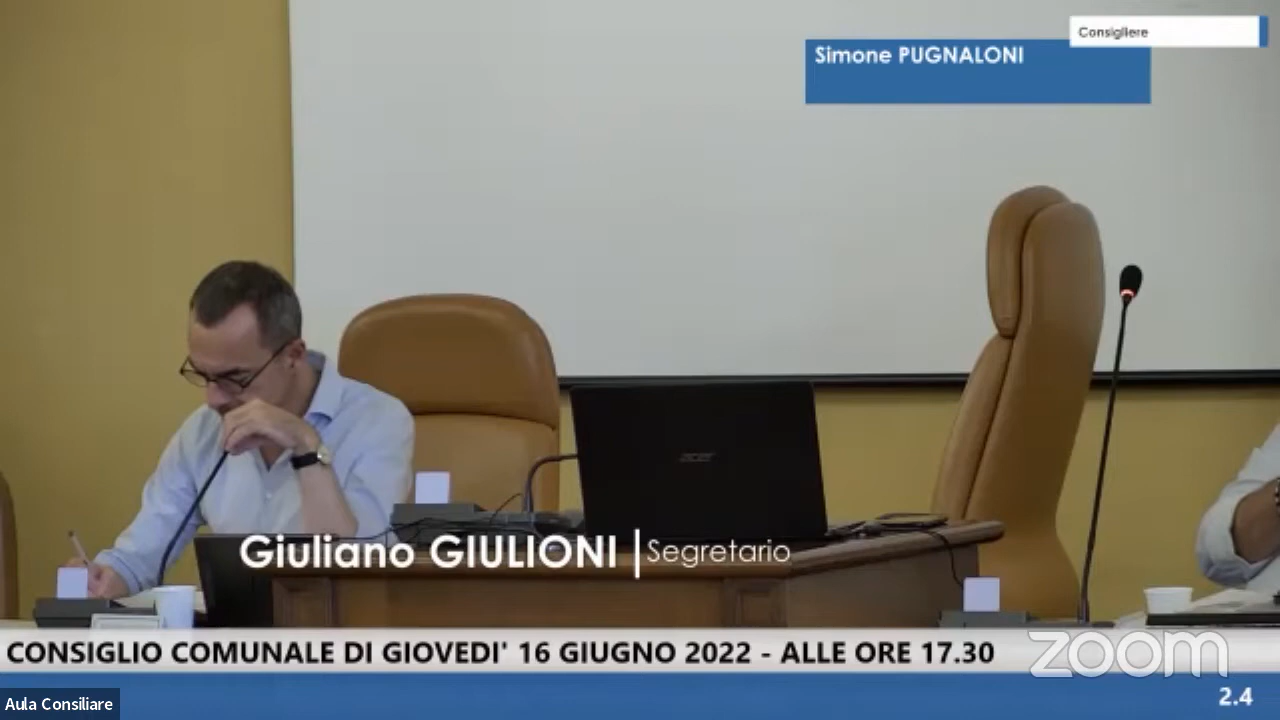 Consigliere
Simone PUGNALONI
acer
Giuliano GIULIONI | Segretario
CONSIGLIO COMUNALE DI GIOVEDI' 16 GIUGNO 2022 - ALLE ORE 17.30
zoom
Aula Consiliare
2.4